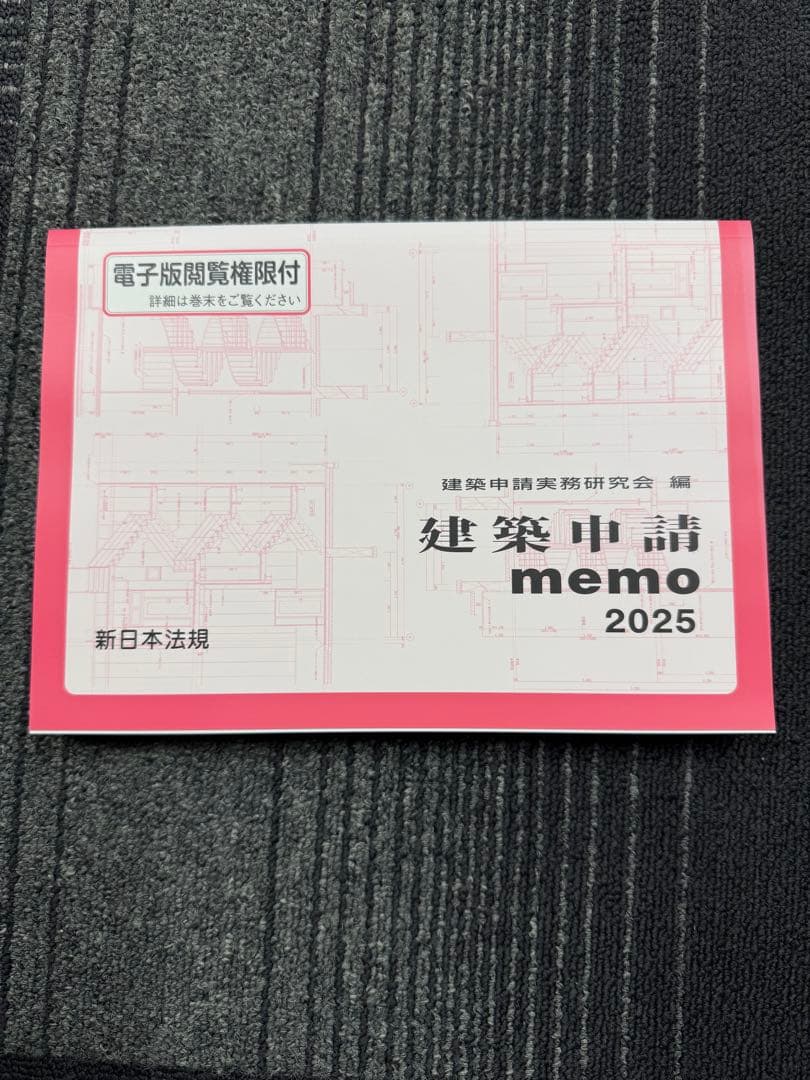 電子版閲覧権限付
詳細は巻末をご覧ください
建築申請実務研究会 編
建築申請
memo
2025
新日本法規